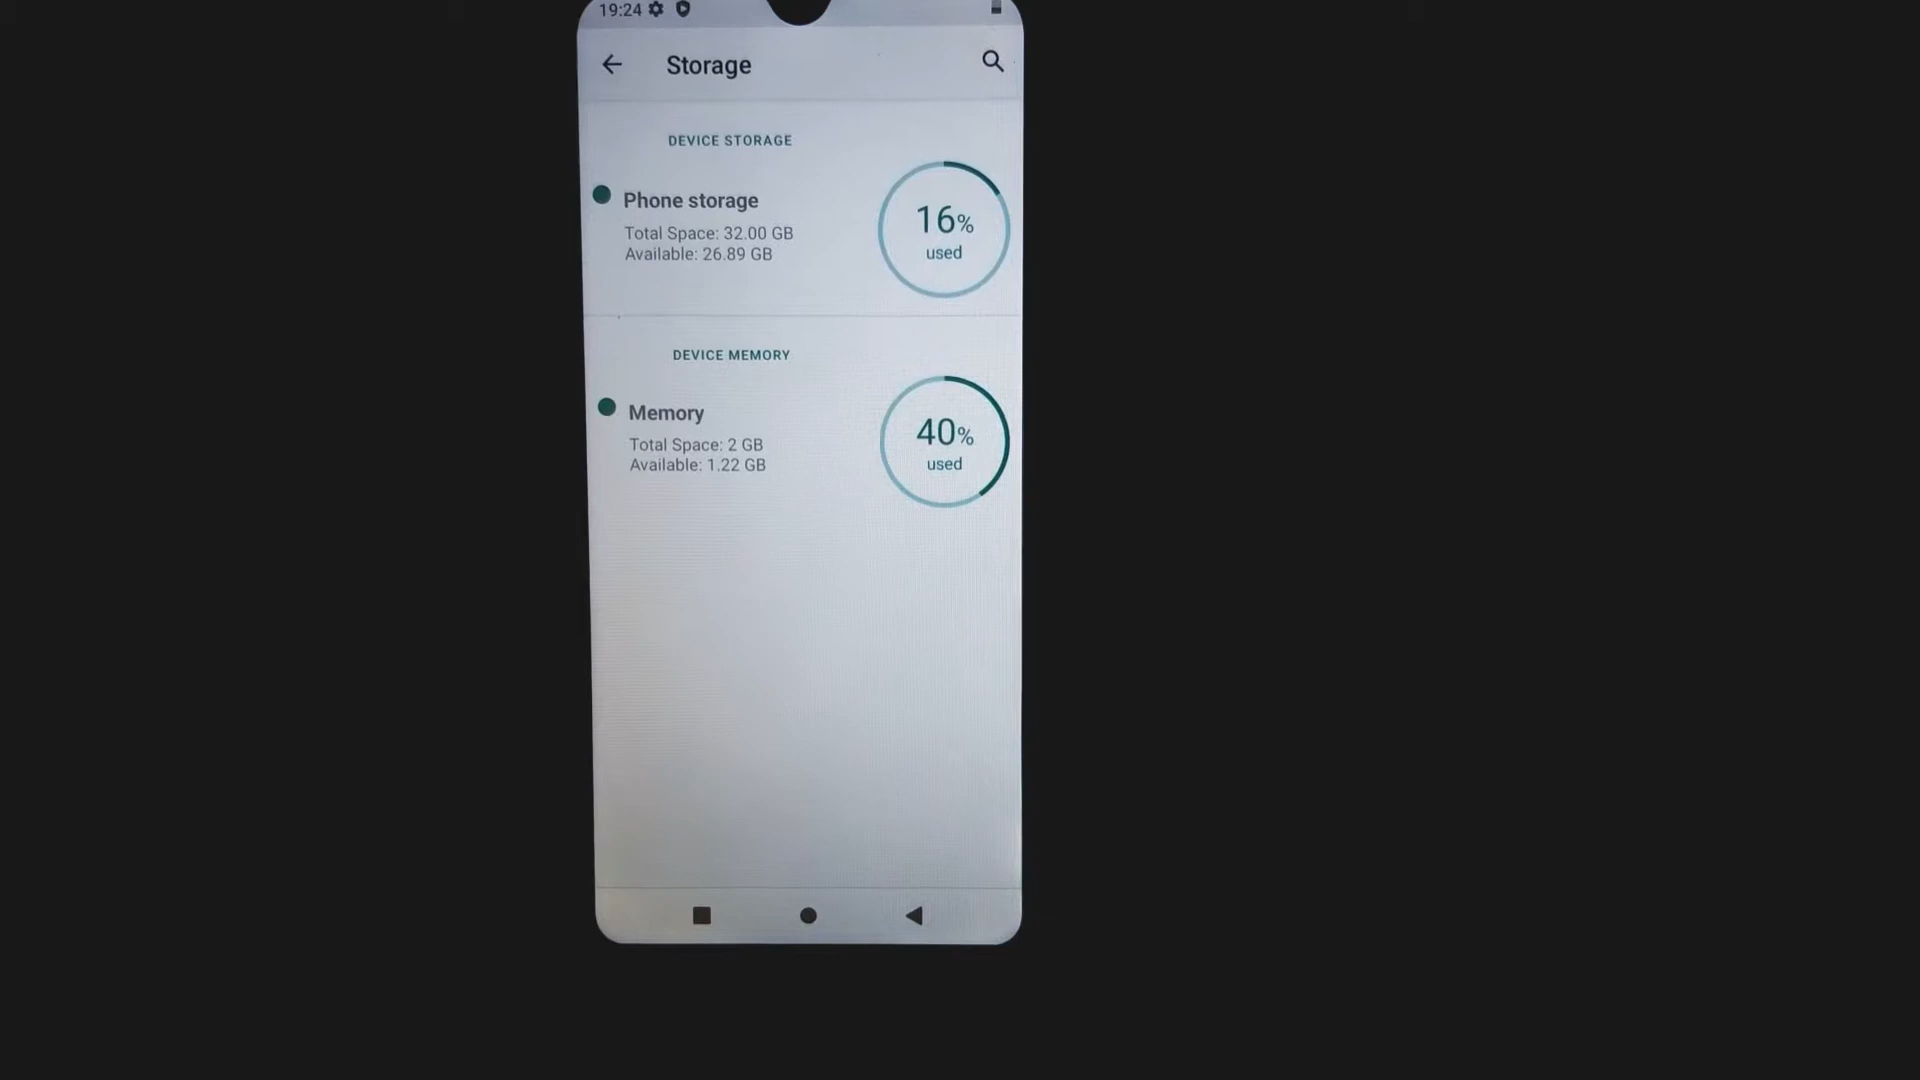 19:24
Storage
DEVICE STORAGE
Phone storage
Total Space: 32.00 GB
Available: 26.89 GB
16%
used
DEVICE MEMORY
Memory
Total Space: 2 GB
Available: 1.22 GB
40%
used